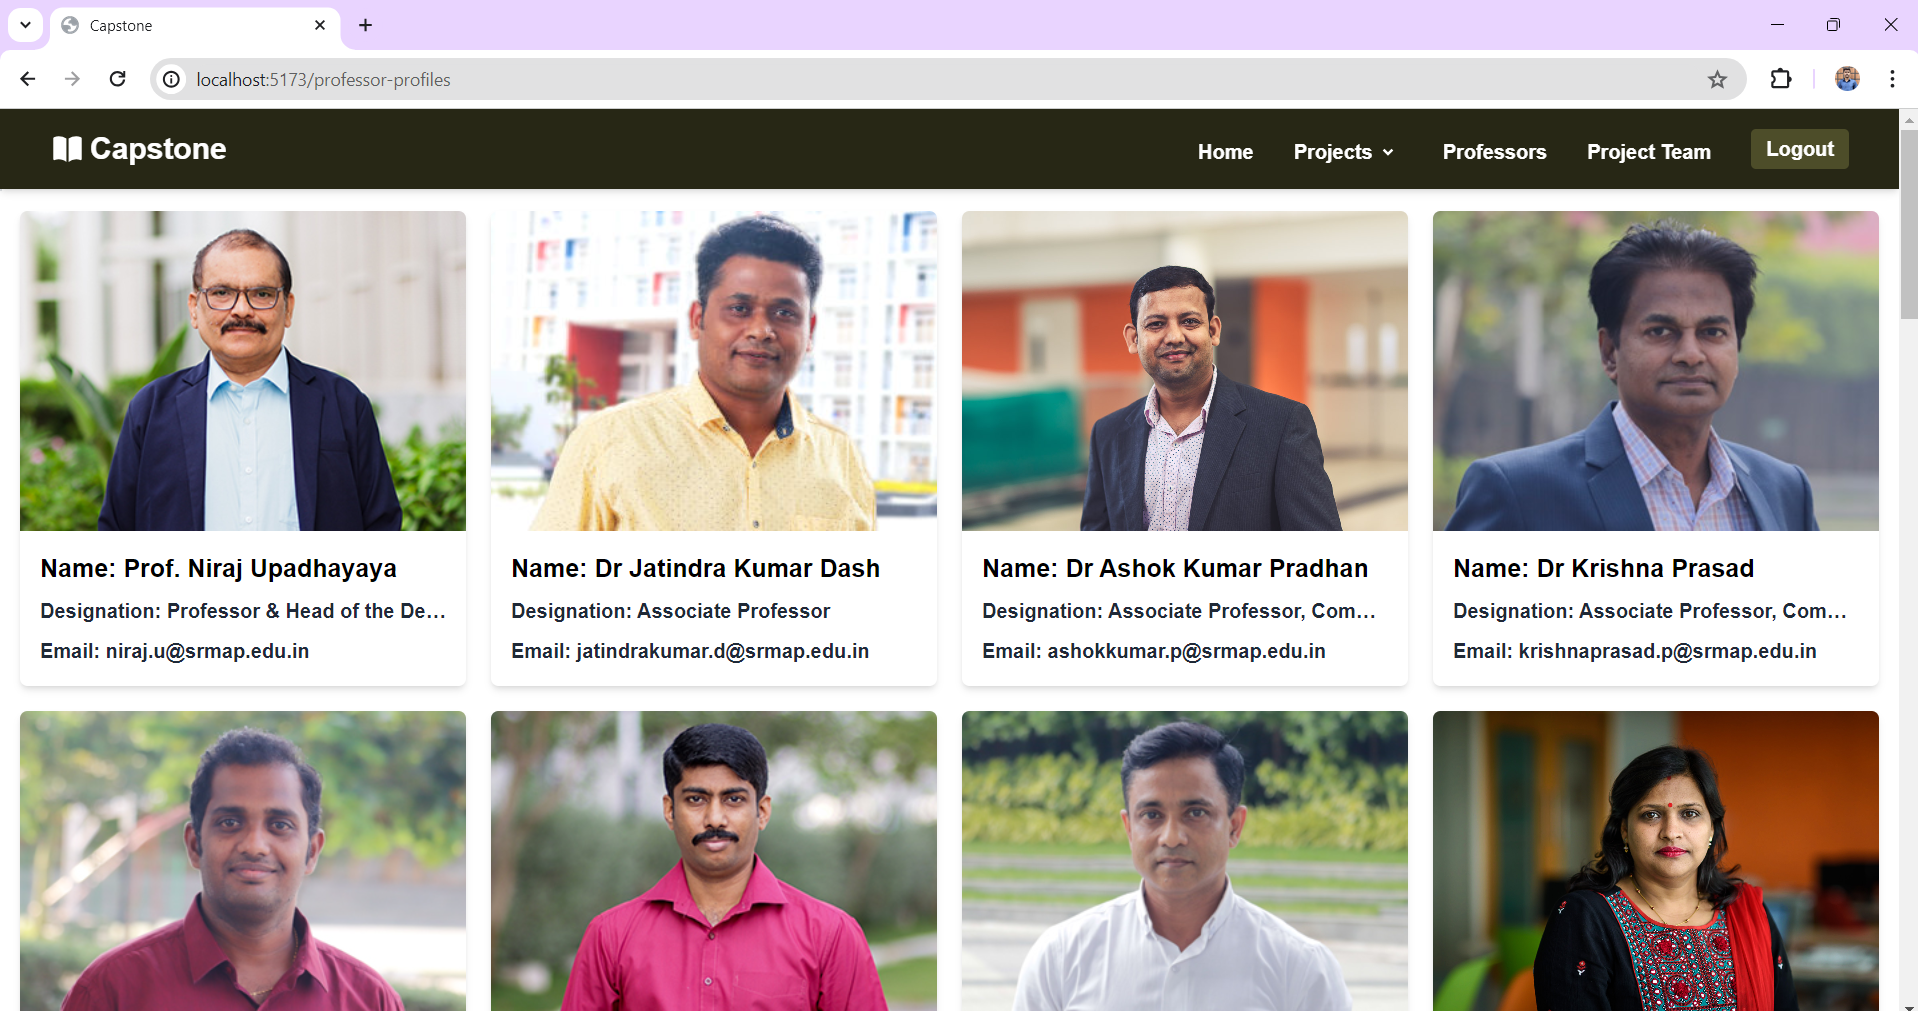 Capstone
localhost:5173/professor-profiles
Capstone
Home Projects Professors Project Team Logout
Name: Prof. Niraj Upadhayaya
Designation: Professor & Head of the De...
Email: niraj.u@srmap.edu.in
Name: Dr Jatindra Kumar Dash
Designation: Associate Professor
Email: jatindrakumar.d@srmap.edu.in
Name: Dr Ashok Kumar Pradhan
Designation: Associate Professor, Com...
Email: ashokkumar.p@srmap.edu.in
Name: Dr Krishna Prasad
Designation: Associate Professor, Com...
Email: krishnaprasad.p@srmap.edu.in